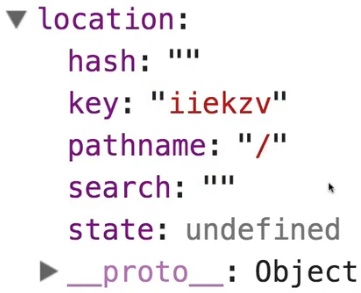 location:
hash: ""
key: "iiekzv"
pathname: "/"
search: ""
state: undefined
__proto__: Object